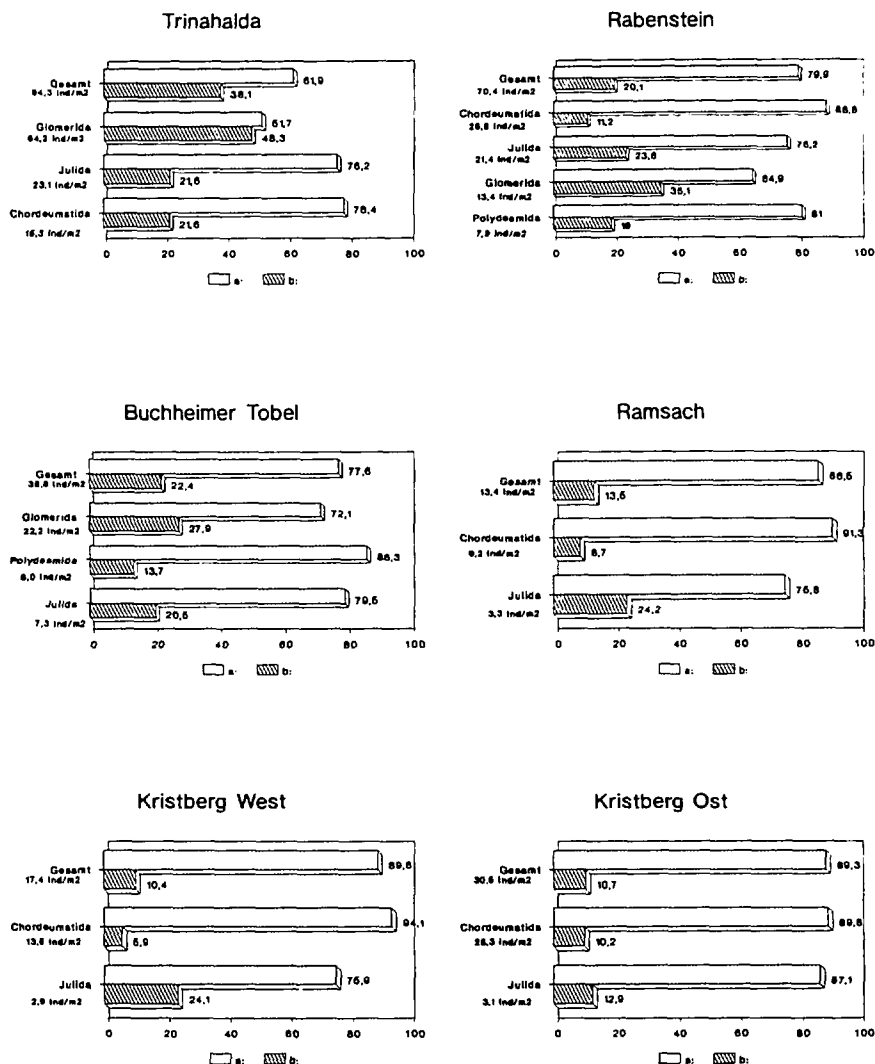 Trinahalda
Gesamt
94,3 Ind/m2
61,9
38,1
Glomerida
Ind/m2
51,7
48,3
Julida
23,1 Ind/m2
76,2
21,6
Chordeumatida
15,3 Ind/m2
78,4
21,6
0 20 40 60 80 100
a: b:
Rabenstein
Gesamt
70,4 Ind/m2
79,9
20,1
Chordeumatida
26,8 Ind/m2
88,8
11,2
Julida
21,4 Ind/m2
76,2
23,8
Glomerida
13,4 Ind/m2
64,9
35,1
Polydesmida
7,9 Ind/m2
81
19
0 20 40 60 80 100
a: b:
Buchheimer Tobel
Gesamt
38,8 Ind/m2
77,6
22,4
Glomerida
22,2 Ind/m2
72,1
27,9
Polydesmida
8,0 Ind/m2
86,3
13,7
Julida
7,3 Ind/m2
79,5
20,5
0 20 40 60 80 100
a: b:
Ramsach
Gesamt
13,4 Ind/m2
86,5
13,5
Chordeumatida
9,2 Ind/m2
91,3
8,7
Julida
3,3 Ind/m2
75,8
24,2
0 20 40 60 80 100
a: b:
Kristberg West
Gesamt
17,4 Ind/m2
89,6
10,4
Chordeumatida
13,6 Ind/m2
94,1
5,9
Julida
2,9 Ind/m2
75,9
24,1
0 20 40 60 80 100
a: b:
Kristberg Ost
Gesamt
30,5 Ind/m2
89,3
10,7
Chordeumatida
26,3 Ind/m2
89,8
10,2
Julida
3,1 Ind/m2
87,1
12,9
0 20 40 60 80 100
a: b: